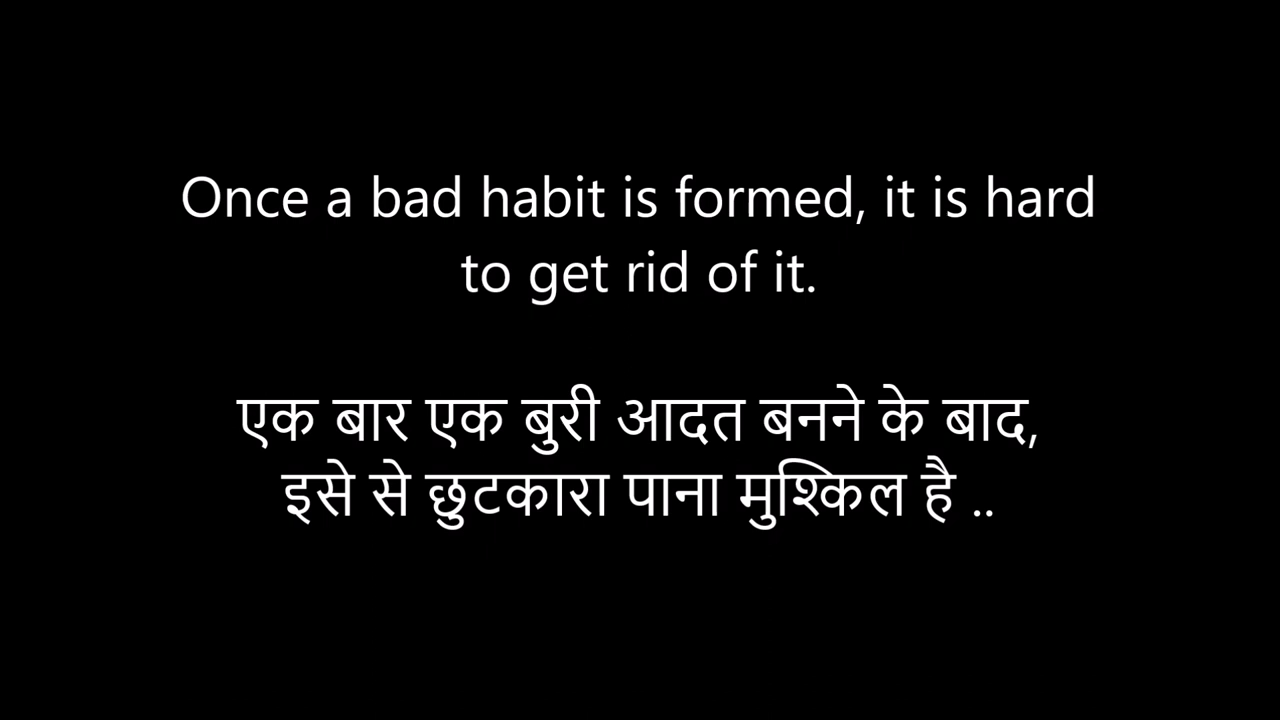 Once a bad habit is formed, it is hard
to get rid of it.
एक बार एक बुरी आदत बनने के बाद,
इसे से छुटकारा पाना मुश्किल है ..